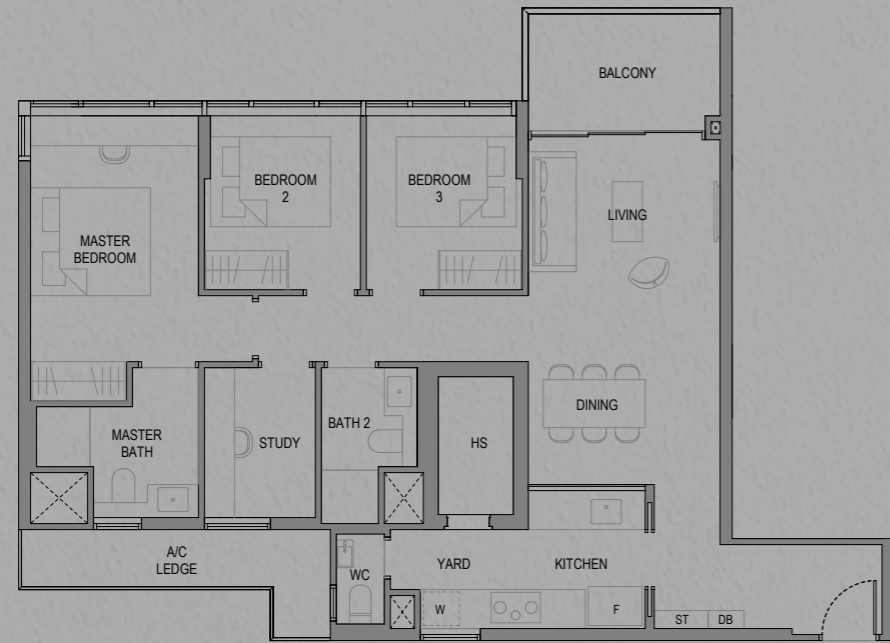 BALCONY
BEDROOM
2
BEDROOM
3
LIVING
MASTER
BEDROOM
DINING
BATH 2
MASTER
BATH
STUDY
HS
A/C
LEDGE
WC
YARD
KITCHEN
W
F
ST
DB